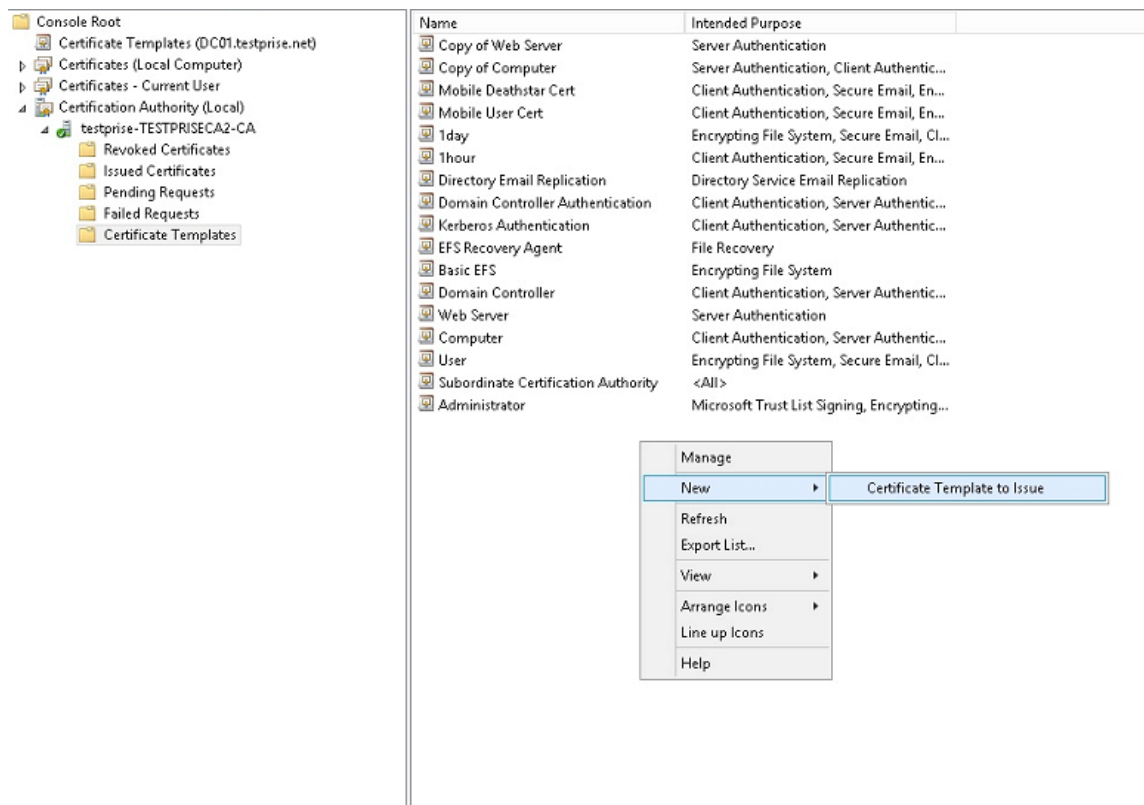 Console Root
Certificate Templates (DC01.testprise.net)
Certificates (Local Computer)
Certificates - Current User
Certification Authority (Local)
testprise-TESTPRISECA2-CA
Revoked Certificates
Issued Certificates
Pending Requests
Failed Requests
Certificate Templates
Name Intended Purpose
Copy of Web Server Server Authentication
Copy of Computer Server Authentication, Client Authentic...
Mobile Deathstar Cert Client Authentication, Secure Email, En...
Mobile User Cert Client Authentication, Secure Email, En...
1day Encrypting File System, Secure Email, Cl...
1hour Client Authentication, Secure Email, En...
Directory Email Replication Directory Service Email Replication
Domain Controller Authentication Client Authentication, Server Authentic...
Kerberos Authentication Client Authentication, Server Authentic...
EFS Recovery Agent File Recovery
Basic EFS Encrypting File System
Domain Controller Client Authentication, Server Authentic...
Web Server Server Authentication
Computer Client Authentication, Server Authentic...
User Encrypting File System, Secure Email, Cl...
Subordinate Certification Authority <All>
Administrator Microsoft Trust List Signing, Encrypting...
Manage
New Certificate Template to Issue
Refresh
Export List...
View
Arrange Icons
Line up Icons
Help